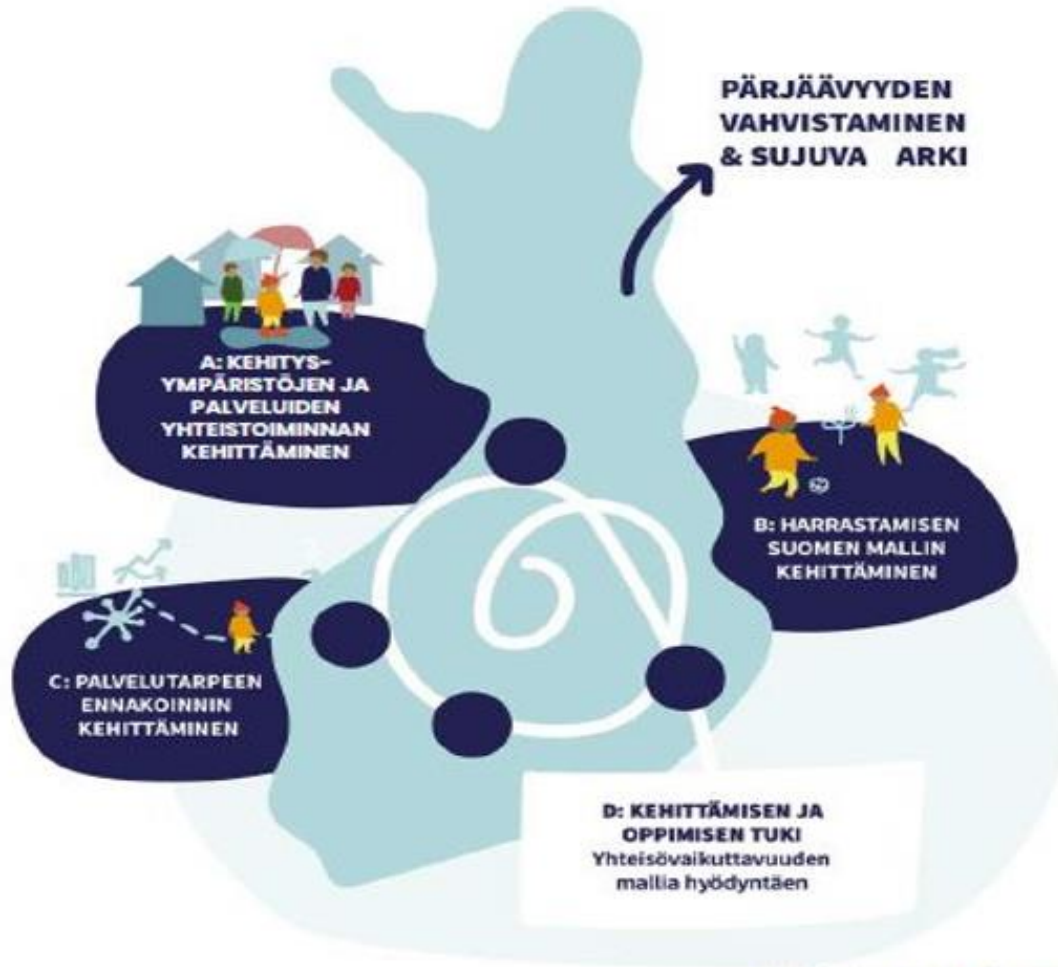 PÄRJÄÄVYYDEN
VAHVISTAMINEN
& SUJUVA ARKI
A: KEHITYS-
YMPÄRISTÖJEN JA
PALVELUIDEN
YHTEISTOIMINNAN
KEHITTÄMINEN
B: HARRASTAMISEN
SUOMEN MALLIN
KEHITTÄMINEN
C: PALVELUTARPEEN
ENNAKOINNIN
KEHITTÄMINEN
D: KEHITTÄMISEN JA
OPPIMISEN TUKI
Yhteisövaikuttavuuden
mallia hyödyntäen